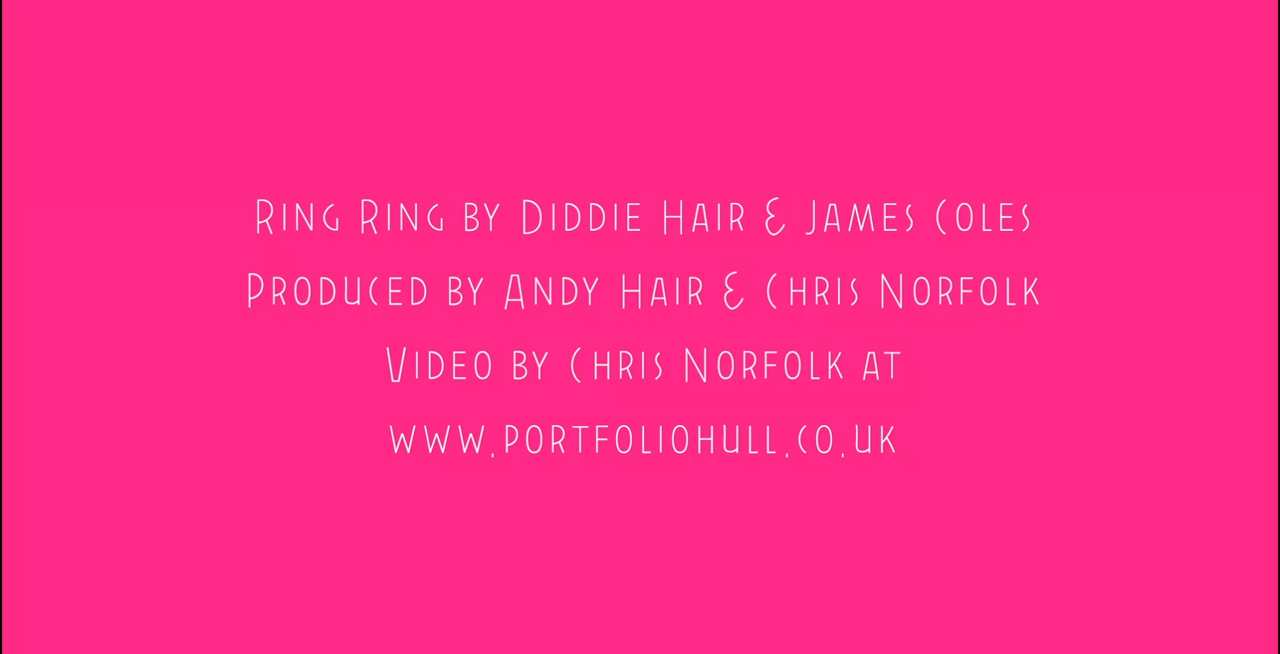 Ring Ring by Diddie Hair & James Coles
Produced by Andy Hair & Chris Norfolk
Video by Chris Norfolk at
www.portfoliohull.co.uk